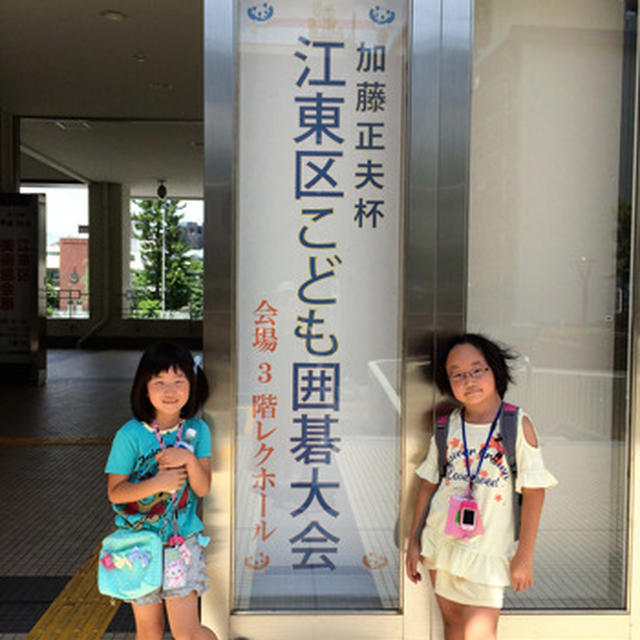 加藤正夫杯
江東区こども囲碁大会
会場3階レクホール